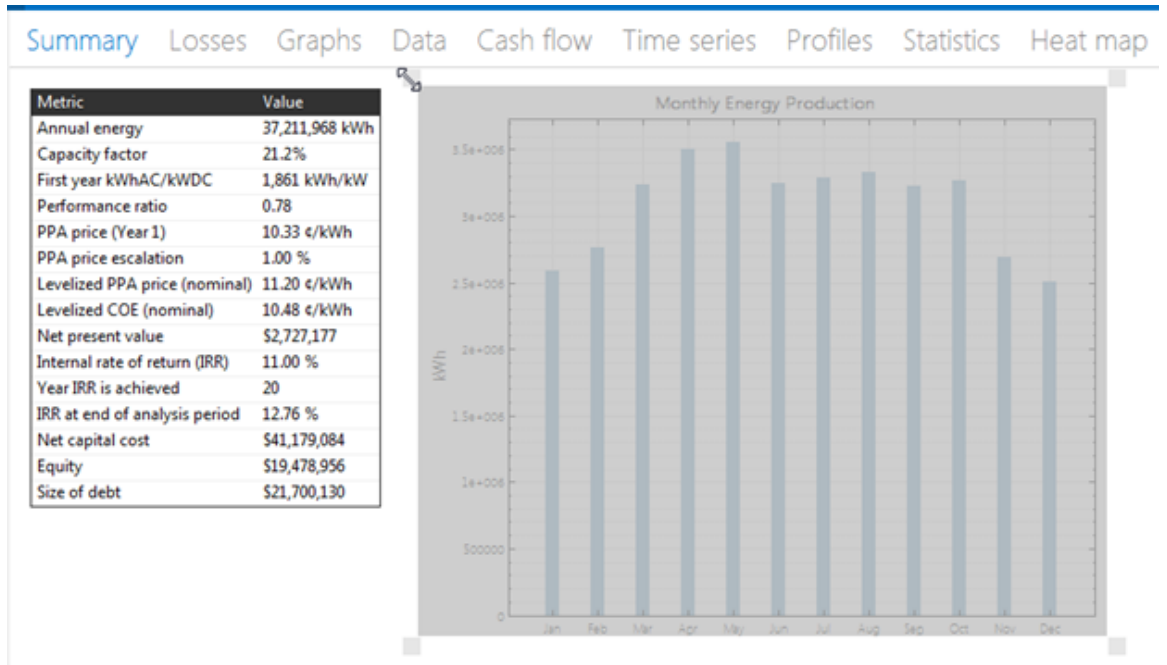 Summary Losses Graphs Data Cash flow Time series Profiles Statistics Heat map
Metric Value
Annual energy 37,211,968 kWh
Capacity factor 21.2%
First year kWhAC/kWDC 1,861 kWh/kW
Performance ratio 0.78
PPA price (Year 1) 10.33 ¢/kWh
PPA price escalation 1.00 %
Levelized PPA price (nominal) 11.20 ¢/kWh
Levelized COE (nominal) 10.48 ¢/kWh
Net present value $2,727,177
Internal rate of return (IRR) 11.00 %
Year IRR is achieved 20
IRR at end of analysis period 12.76 %
Net capital cost $41,179,084
Equity $19,478,956
Size of debt $21,700,130
Monthly Energy Production
3.5e+006
3e+006
2.5e+006
2e+006
kWh
1.5e+006
1e+006
500000
0
Jan Feb Mar Apr May Jun Jul Aug Sep Oct Nov Dec